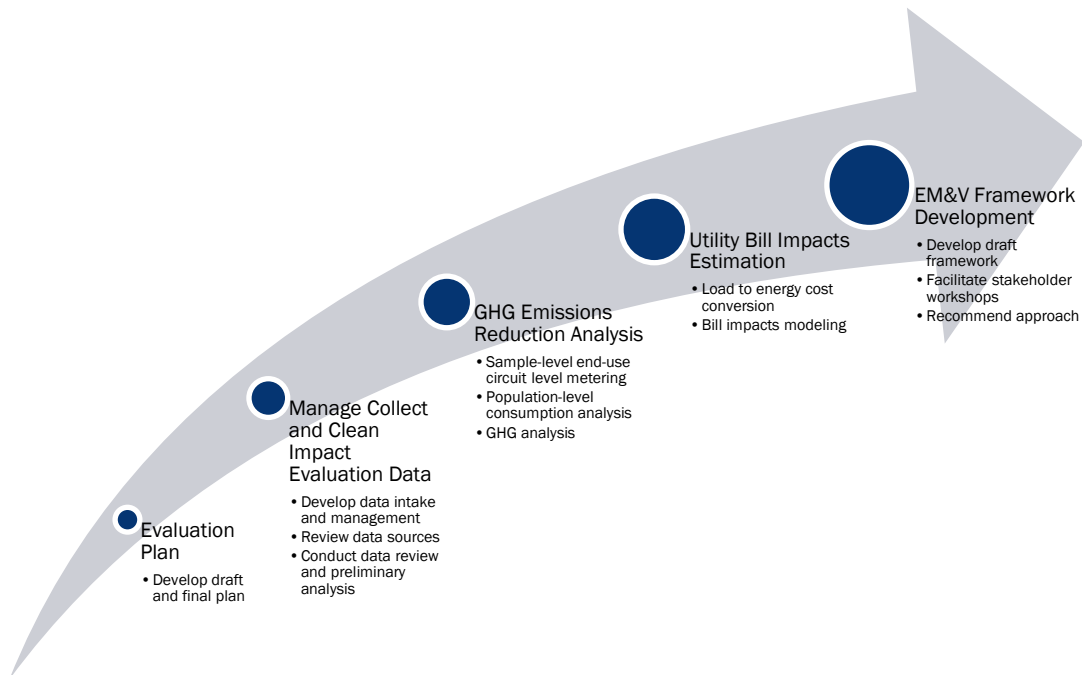 Evaluation
Plan
• Develop draft
and final plan
Manage Collect
and Clean
Impact
Evaluation Data
• Develop data intake
and management
• Review data sources
• Conduct data review
and preliminary
analysis
GHG Emissions
Reduction Analysis
• Sample-level end-use
circuit level metering
• Population-level
consumption analysis
• GHG analysis
Utility Bill Impacts
Estimation
• Load to energy cost
conversion
• Bill impacts modeling
EM&V Framework
Development
• Develop draft
framework
• Facilitate stakeholder
workshops
• Recommend approach